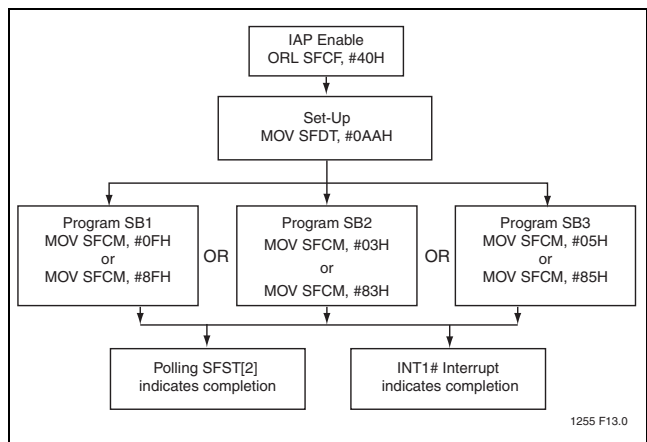 IAP Enable
ORL SFCF, #40H
Set-Up
MOV SFDT, #0AAH
Program SB1
MOV SFCM, #0FH
or
MOV SFCM, #8FH
OR
Program SB2
MOV SFCM, #03H
or
MOV SFCM, #83H
OR
Program SB3
MOV SFCM, #05H
or
MOV SFCM, #85H
Polling SFST[2]
indicates completion
INT1# Interrupt
indicates completion
1255 F13.0